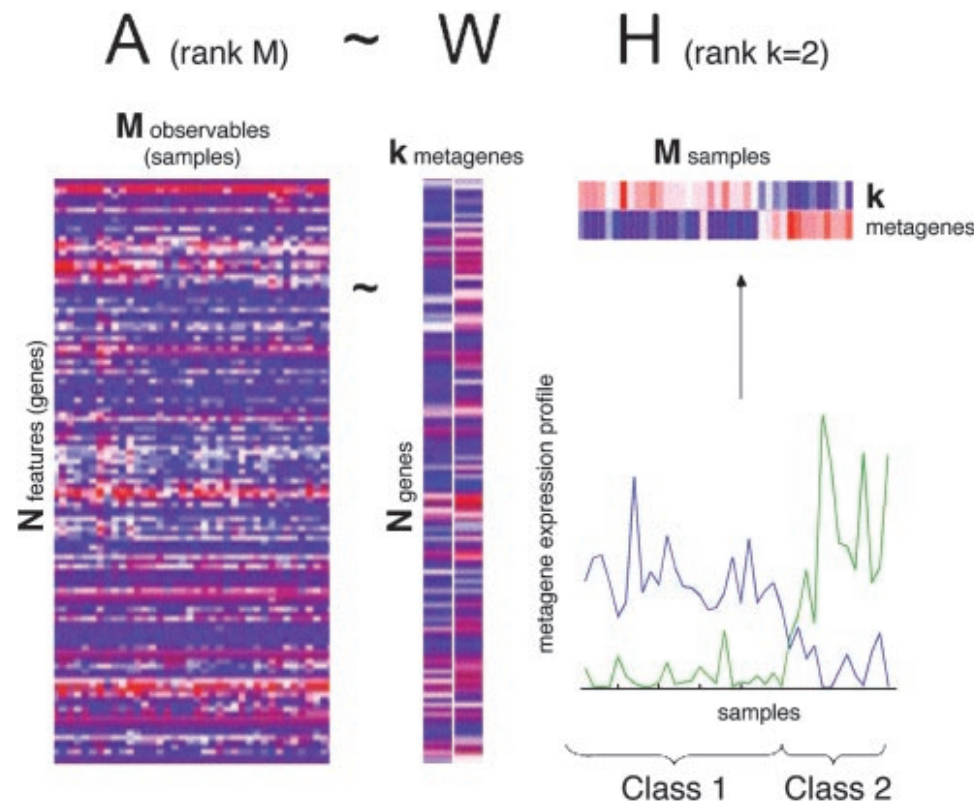 A (rank M) ~ W H (rank k=2)
M observables
(samples)
k metagenes
M samples
k
metagenes
~
N features (genes)
N genes
metagene expression profile
samples
Class 1
Class 2